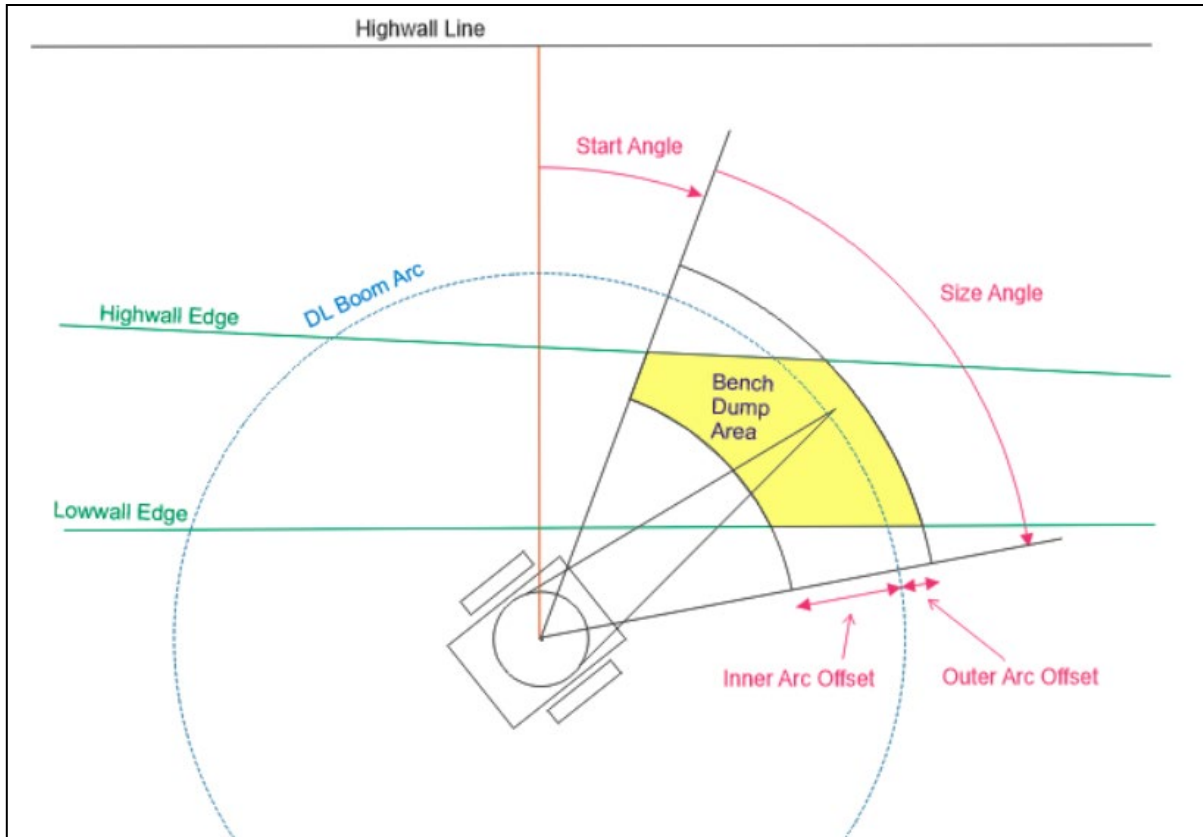 Highwall Line
Start Angle
DL Boom Arc
Size Angle
Highwall Edge
Bench
Dump
Area
Lowwall Edge
Inner Arc Offset
Outer Arc Offset